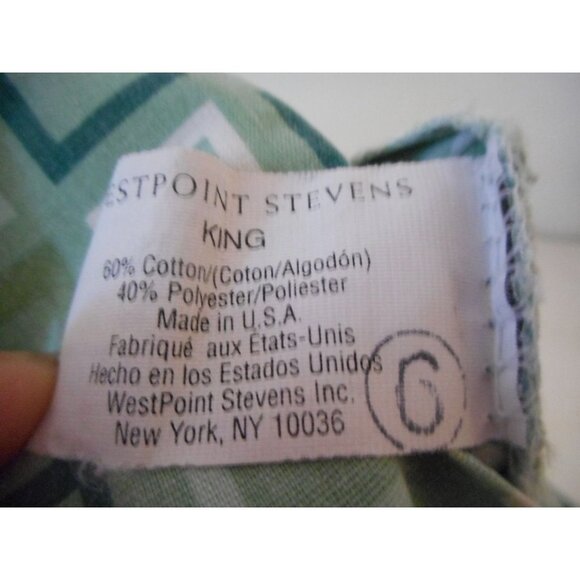 ESTPOINT STEVENS
KING
60% Cotton/(Coton/Algodón)
40% Polyester/Poliester
Made in U.S.A.
Fabriqué aux États-Unis
Hecho en los Estados Unidos
WestPoint Stevens Inc.
New York, NY 10036
6